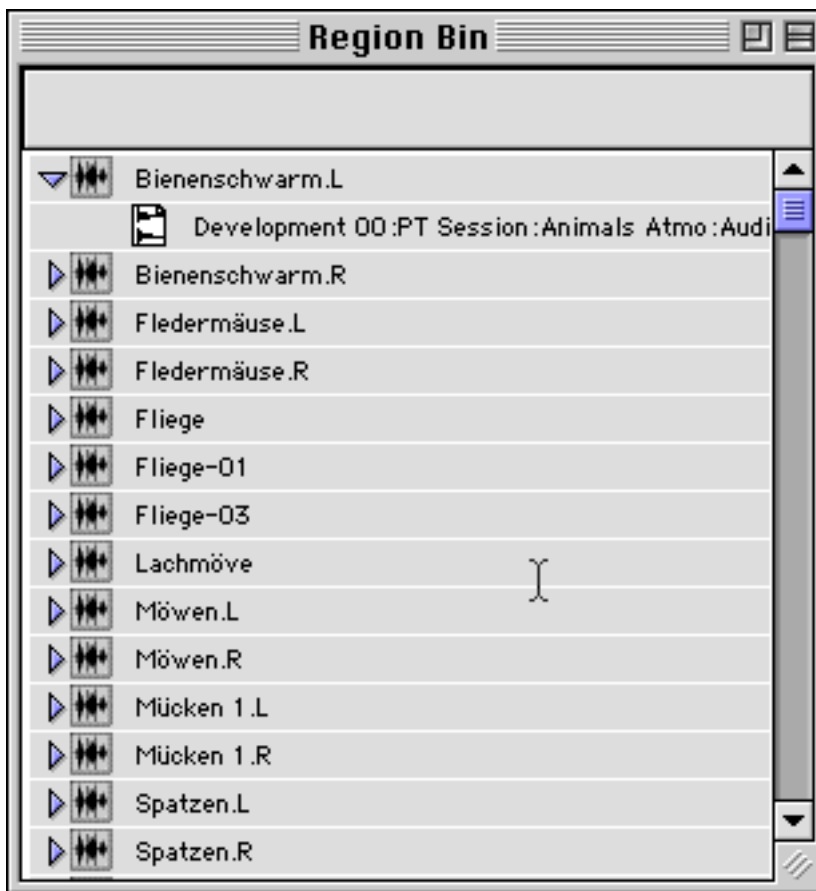 Region Bin
Bienenschwarm.L
Development 00:PT Session:Animals Atmo:Audi
Bienenschwarm.R
Fledermäuse.L
Fledermäuse.R
Fliege
Fliege-01
Fliege-03
Lachmöve
Möwen.L
Möwen.R
Mücken 1.L
Mücken 1.R
Spatzen.L
Spatzen.R